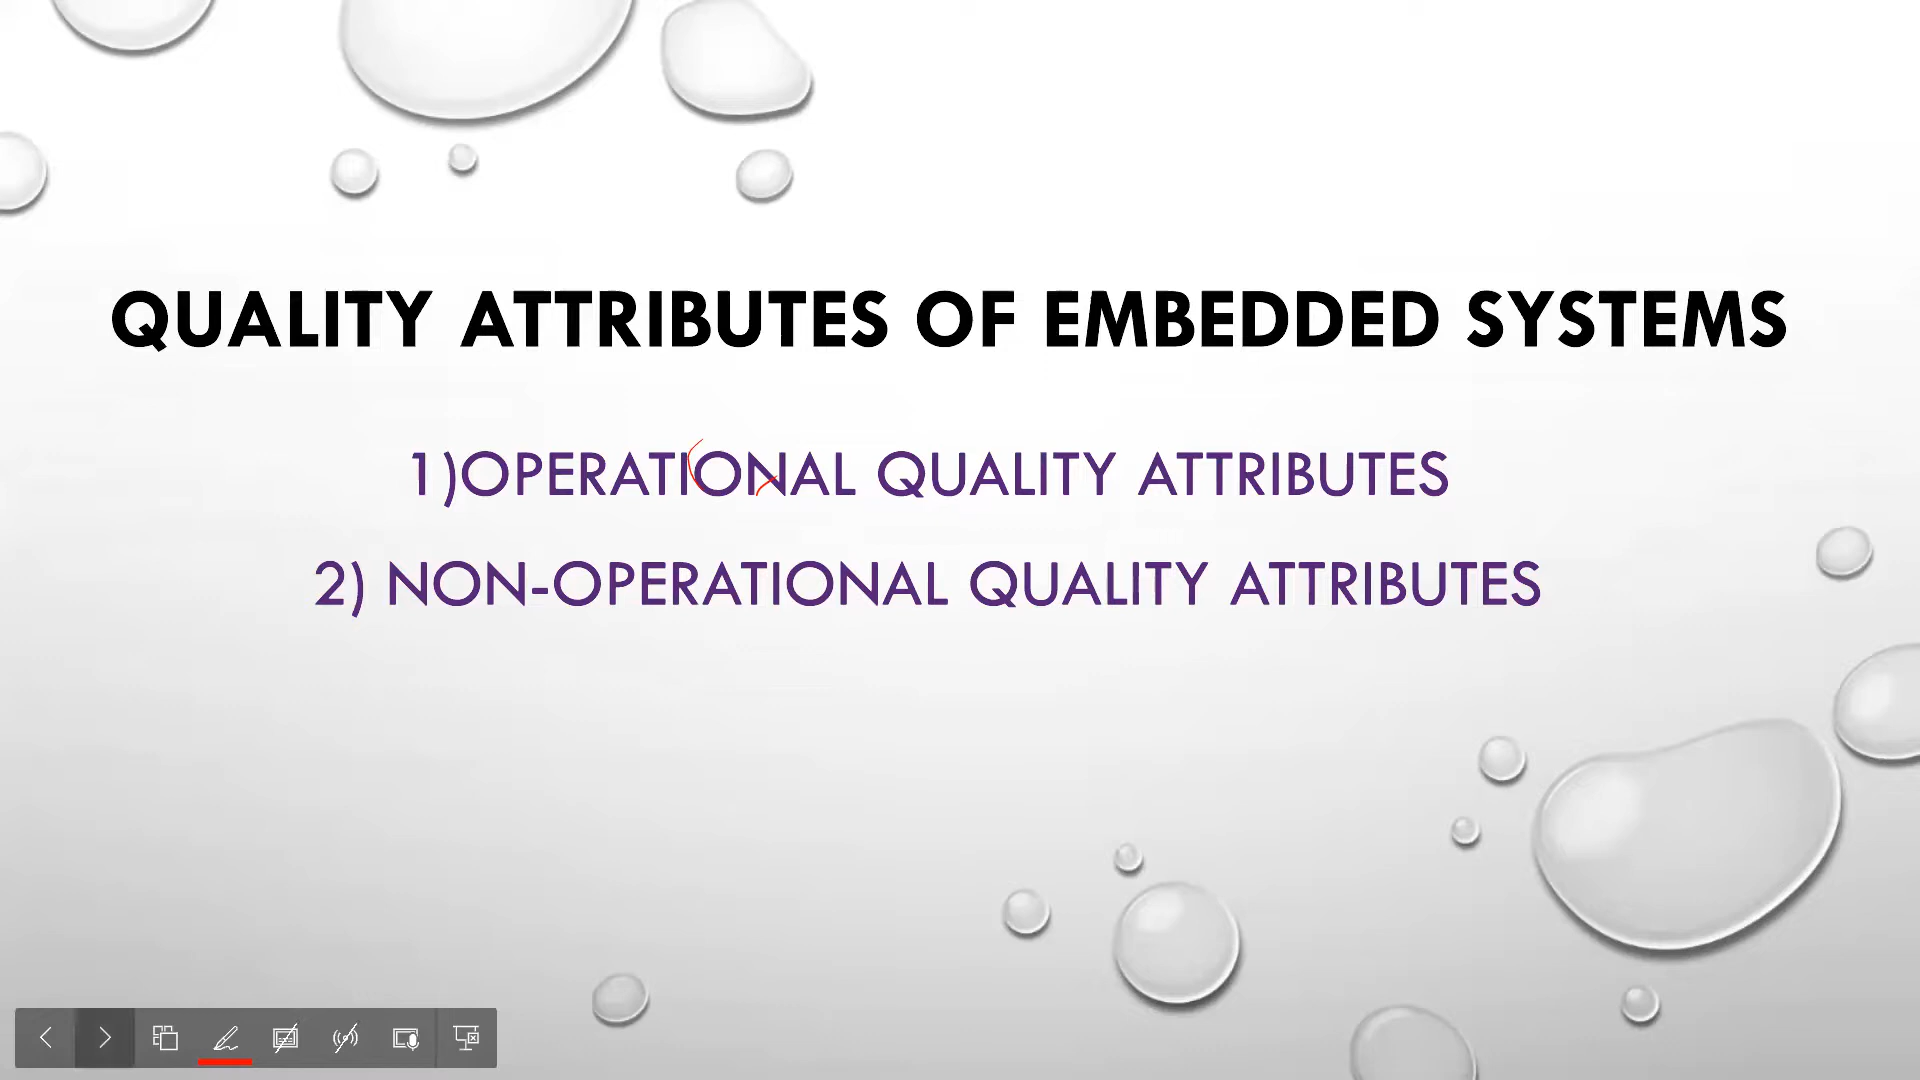 QUALITY ATTRIBUTES OF EMBEDDED SYSTEMS
1)OPERATIONAL QUALITY ATTRIBUTES
2) NON-OPERATIONAL QUALITY ATTRIBUTES